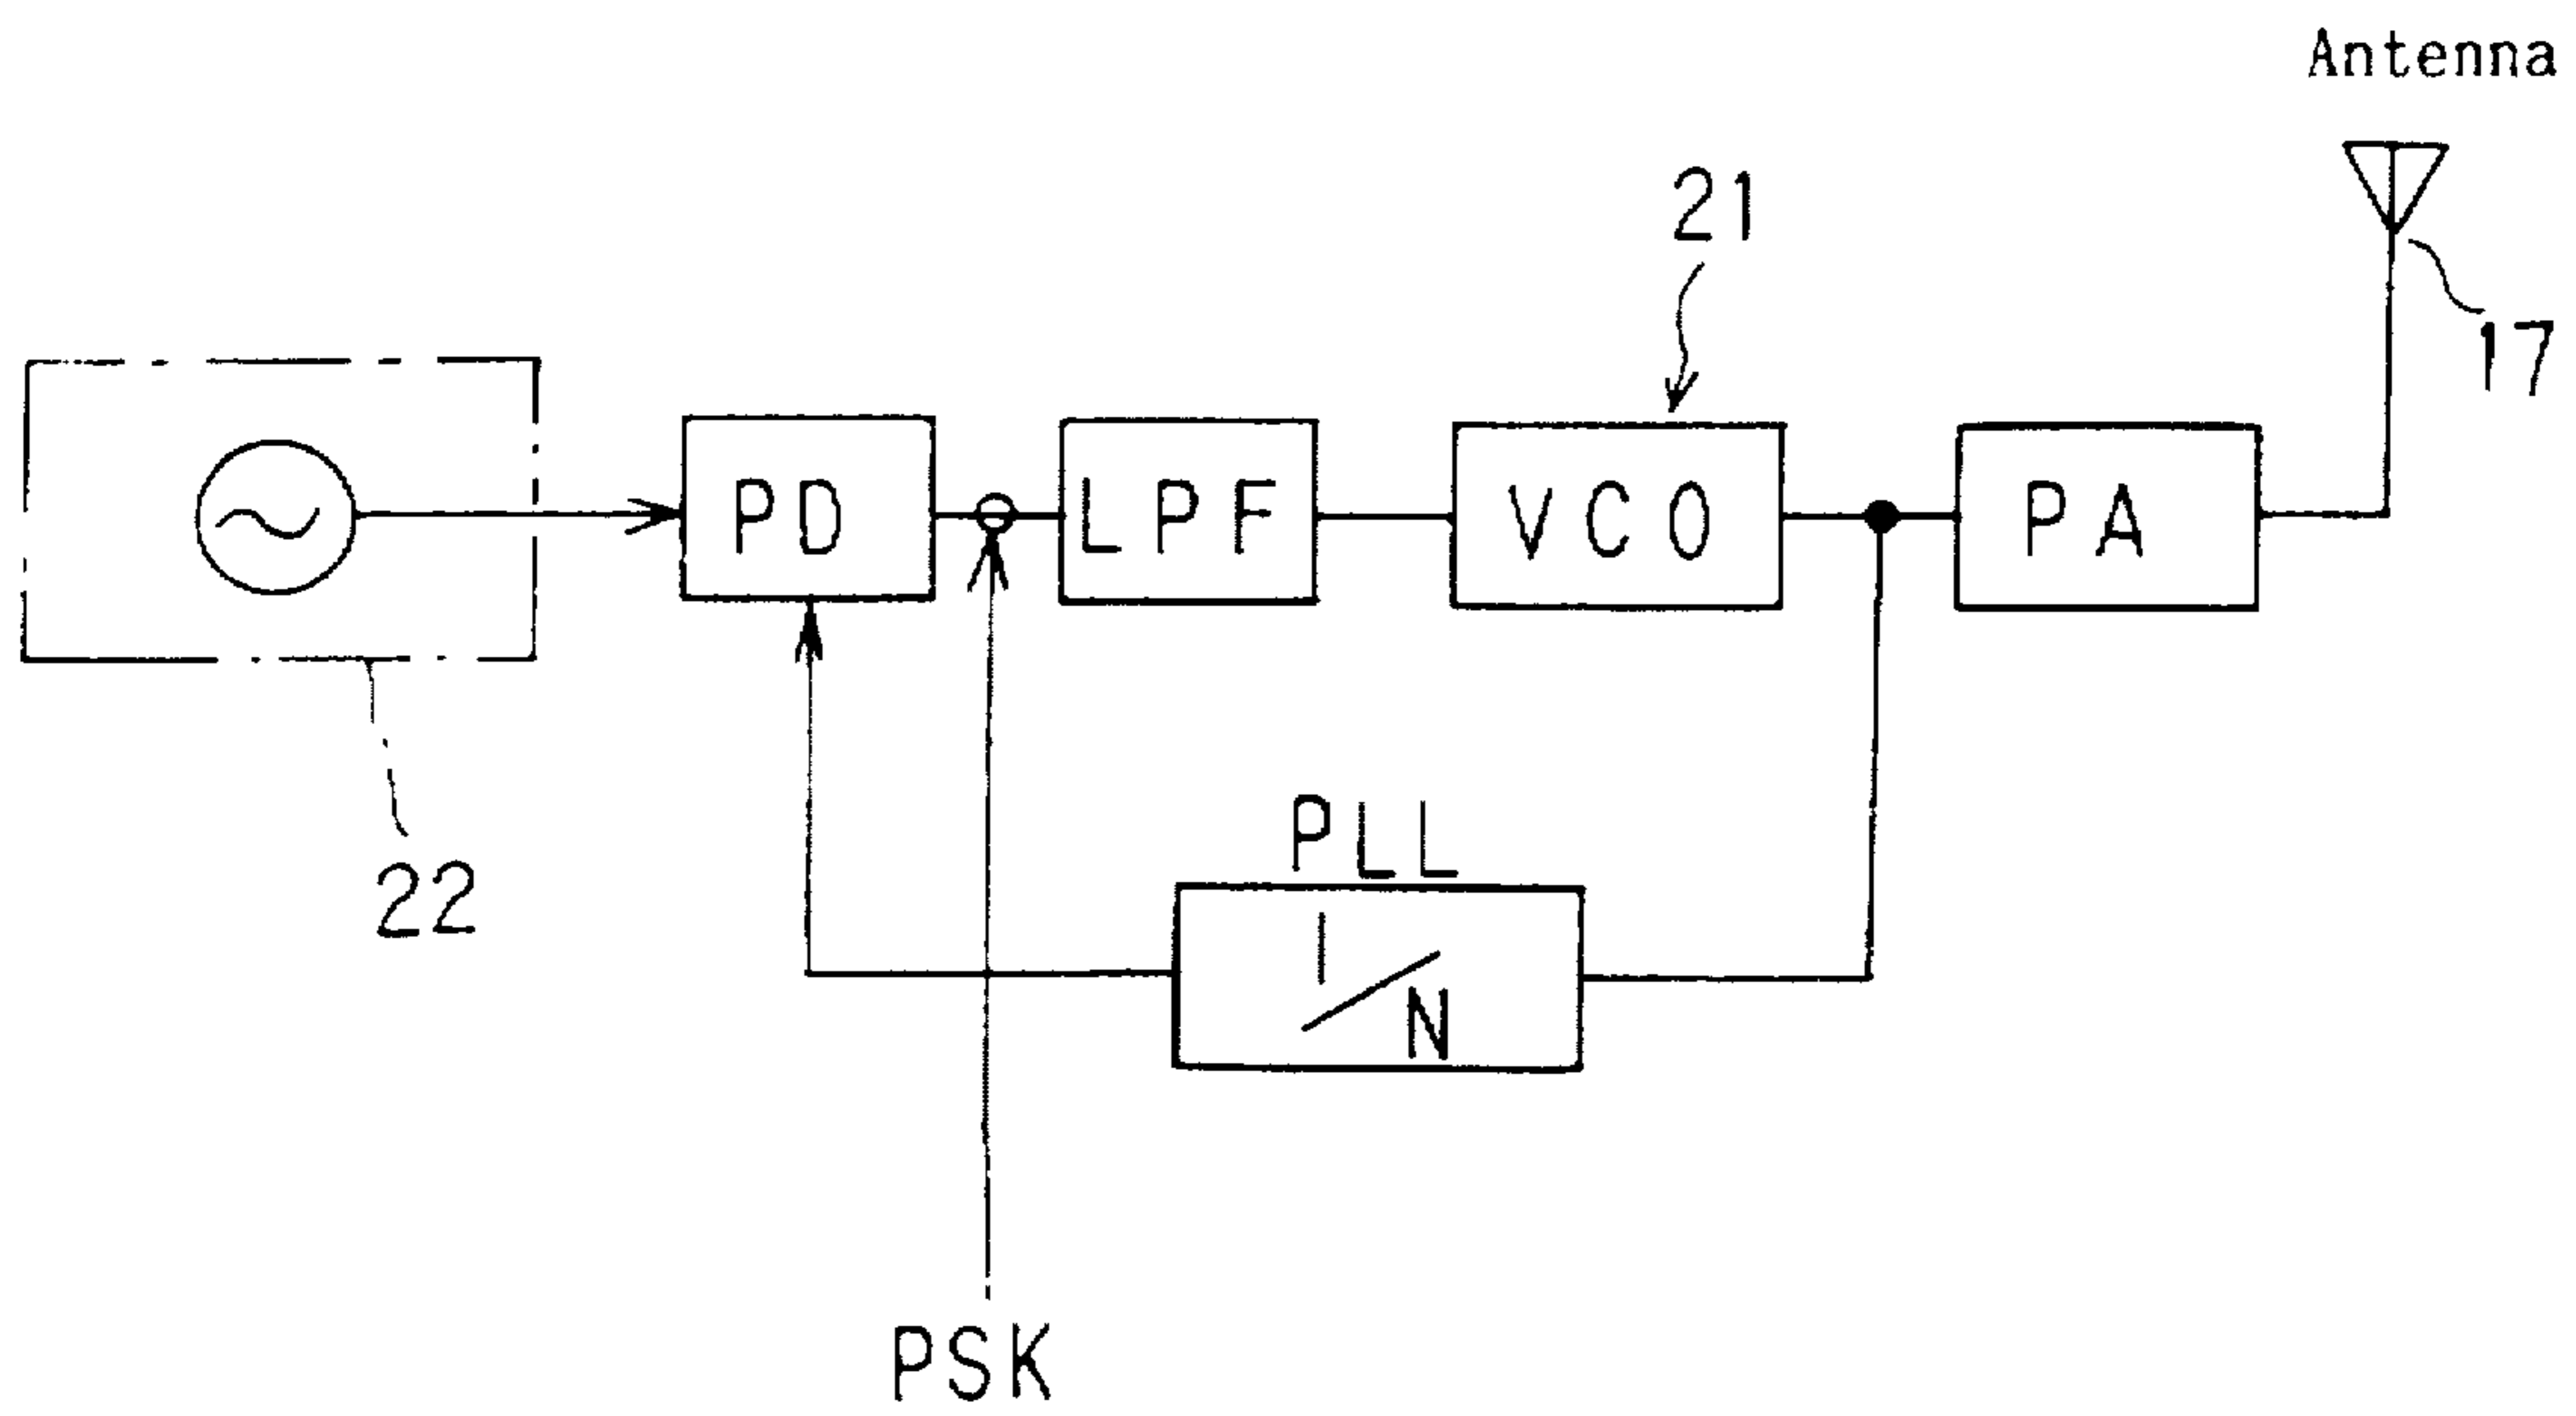 Antenna
21
17
PD
LPF
VCO
PA
22
PLL
1/N
PSK